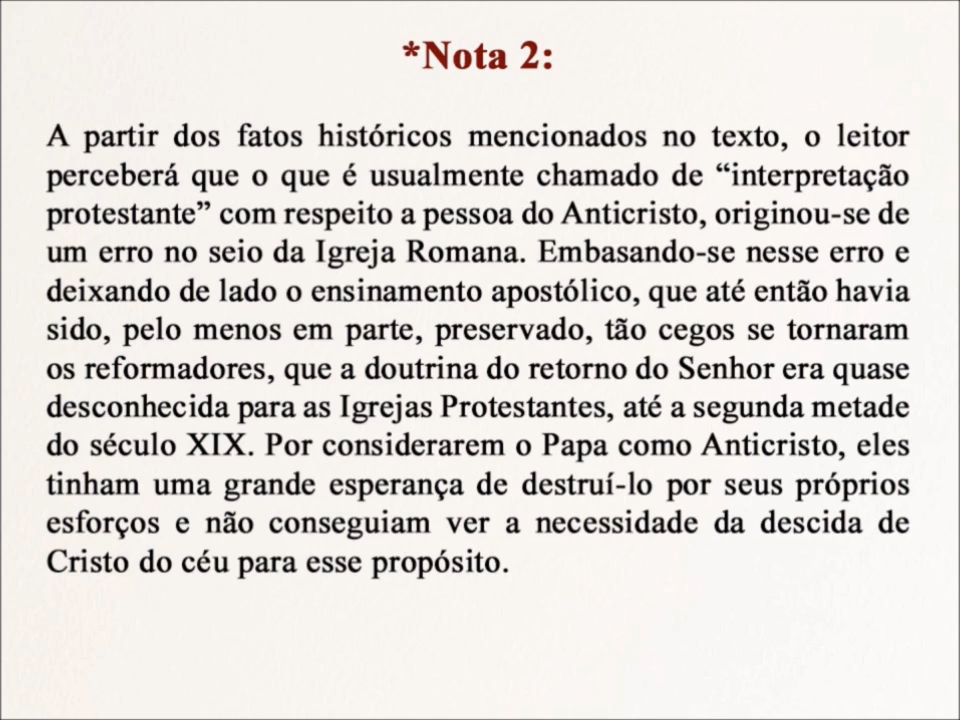 *Nota 2:
A partir dos fatos históricos mencionados no texto, o leitor
perceberá que o que é usualmente chamado de “interpretação
protestante” com respeito a pessoa do Anticristo, originou-se de
um erro no seio da Igreja Romana. Embasando-se nesse erro e
deixando de lado o ensinamento apostólico, que até então havia
sido, pelo menos em parte, preservado, tão cegos se tornaram
os reformadores, que a doutrina do retorno do Senhor era quase
desconhecida para as Igrejas Protestantes, até a segunda metade
do século XIX. Por considerarem o Papa como Anticristo, eles
tinham uma grande esperança de destruí-lo por seus próprios
esforços e não conseguiam ver a necessidade da descida de
Cristo do céu para esse propósito.